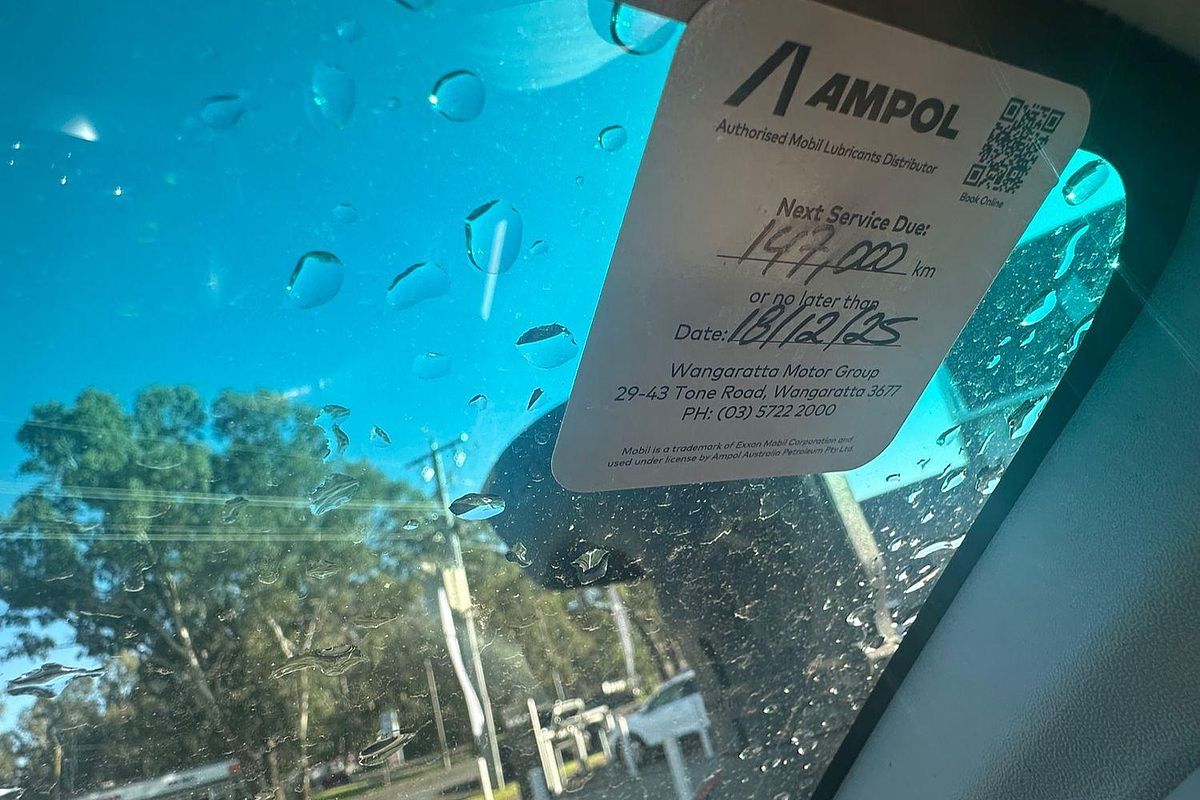 AMPOL
Authorised Mobil Lubricants Distributor
Book Online
Next Service Due:
147,000 km
or no later than
Date: 18/12/25
Wangaratta Motor Group
29-43 Tone Road, Wangaratta 3677
PH: (03) 5722 2000
Mobil is a trademark of Exxon Mobil Corporation and
used under license by Ampol Australia Petroleum Pty Ltd.